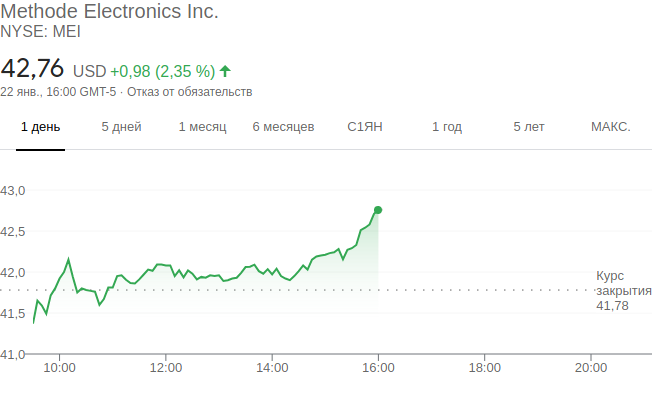 Methode Electronics Inc.
NYSE: MEI
42,76 USD +0,98 (2,35 %)
22 янв., 16:00 GMT-5 · Отказ от обязательств
1 день 5 дней 1 месяц 6 месяцев С1ЯН 1 год 5 лет МАКС.
43,0
42,5
42,0
Курс
закрытия
41,78
41,5
41,0
10:00 12:00 14:00 16:00 18:00 20:00